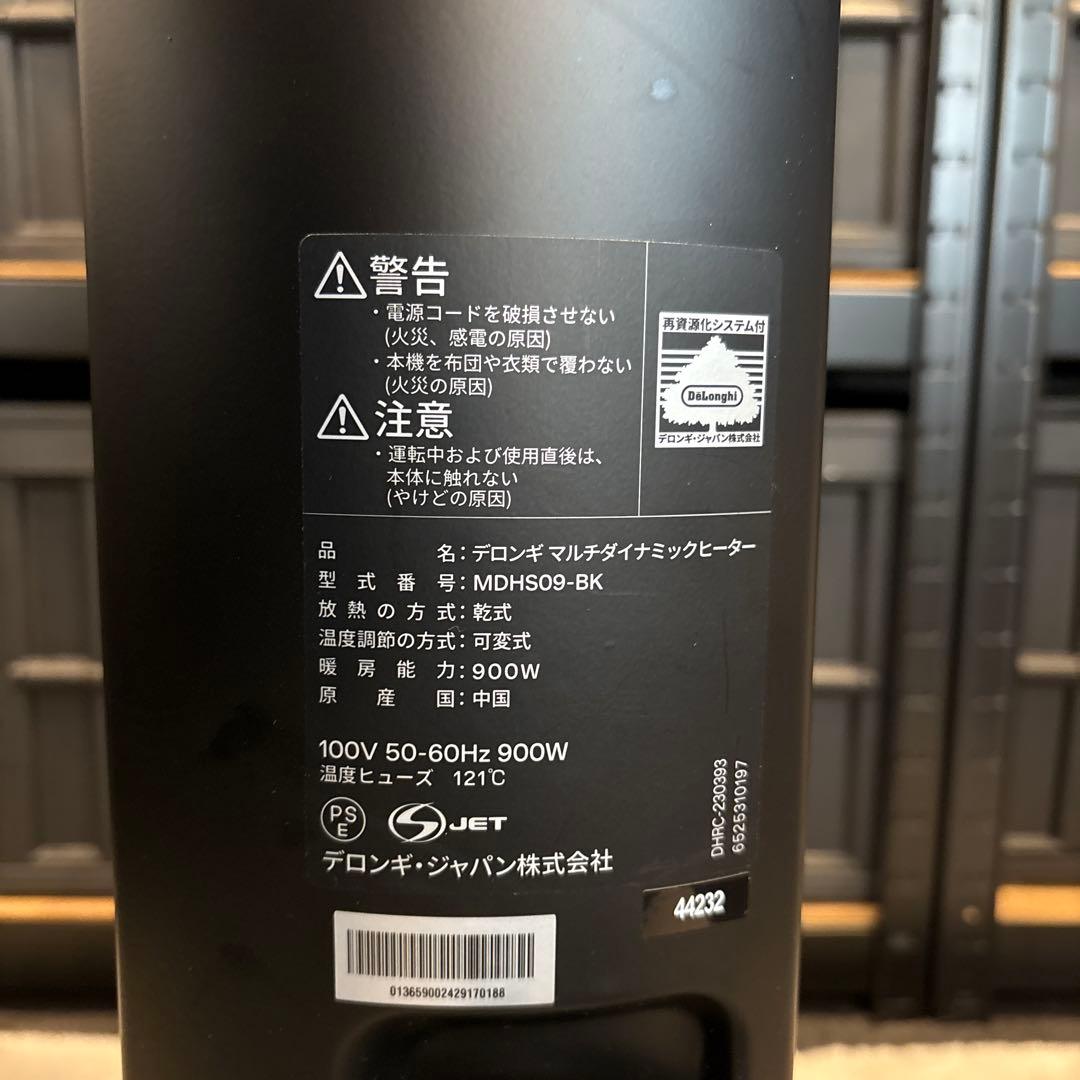 警告
・電源コードを破損させない
(火災、感電の原因)
・本機を布団や衣類で覆わない
(火災の原因)
注意
・運転中および使用直後は、
本体に触れない
(やけどの原因)
再資源化システム付
DeLonghi
デロンギ・ジャパン株式会社
品名：デロンギ マルチダイナミックヒーター
型式番号：MDHS09-BK
放熱の方式：乾式
温度調節の方式：可変式
暖房能力：900W
原産国：中国
100V 50-60Hz 900W
温度ヒューズ 121℃
PS
E
JET
デロンギ・ジャパン株式会社
DHRC-230393
6525310197
44232
013659002429170188